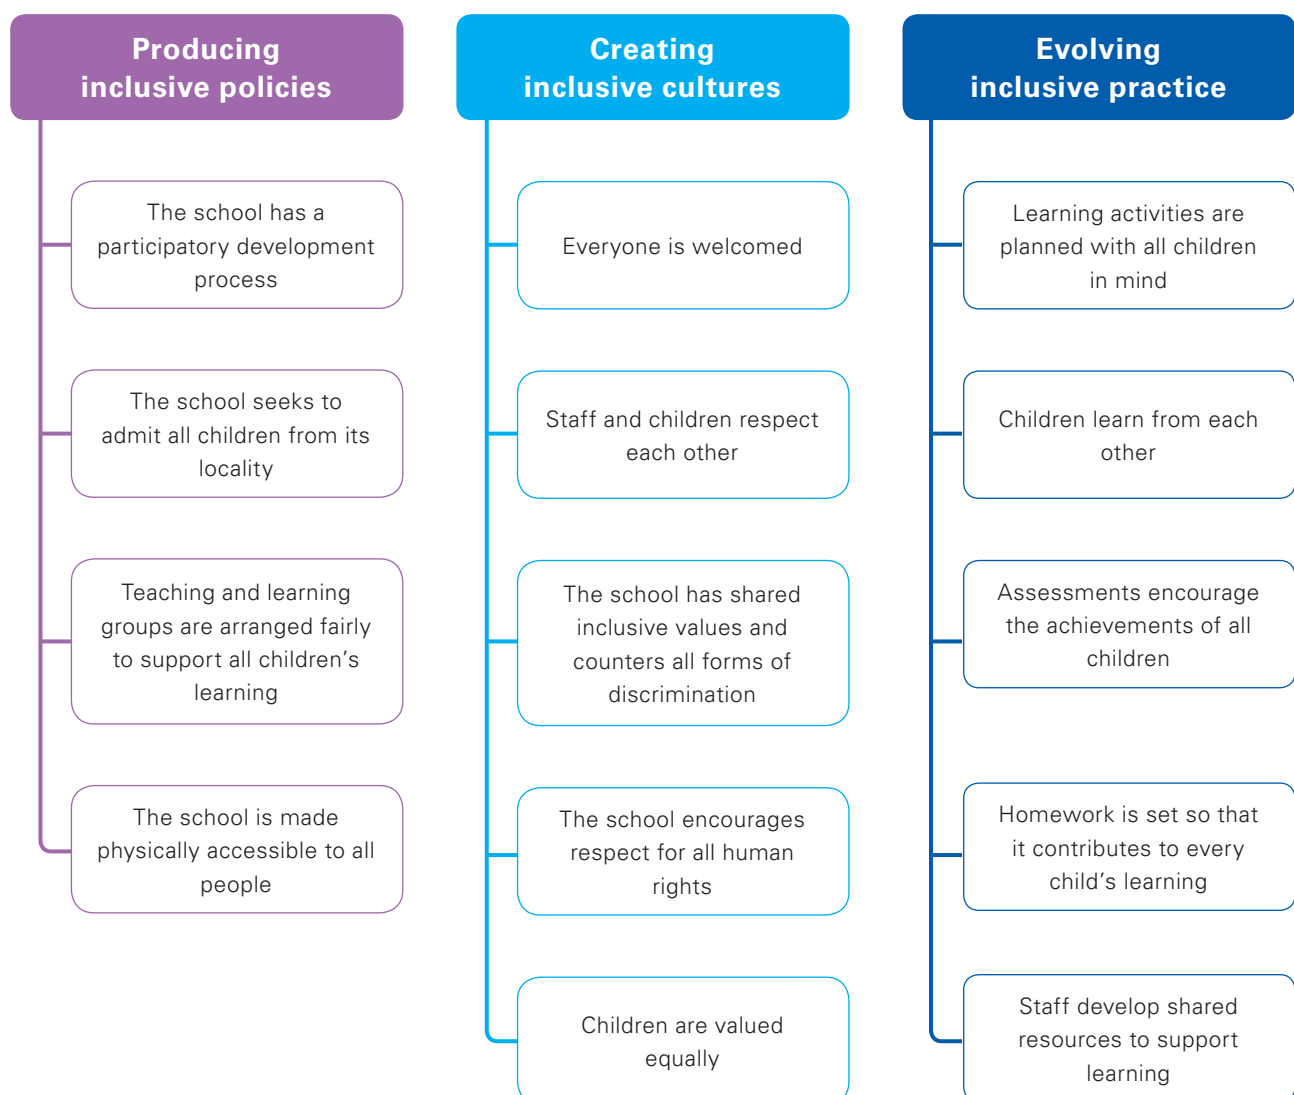 Producing
inclusive policies
The school has a
participatory development
process
The school seeks to
admit all children from its
locality
Teaching and learning
groups are arranged fairly
to support all children’s
learning
The school is made
physically accessible to all
people
Creating
inclusive cultures
Everyone is welcomed
Staff and children respect
each other
The school has shared
inclusive values and
counters all forms of
discrimination
The school encourages
respect for all human
rights
Children are valued
equally
Evolving
inclusive practice
Learning activities are
planned with all children
in mind
Children learn from each
other
Assessments encourage
the achievements of all
children
Homework is set so that
it contributes to every
child’s learning
Staff develop shared
resources to support
learning